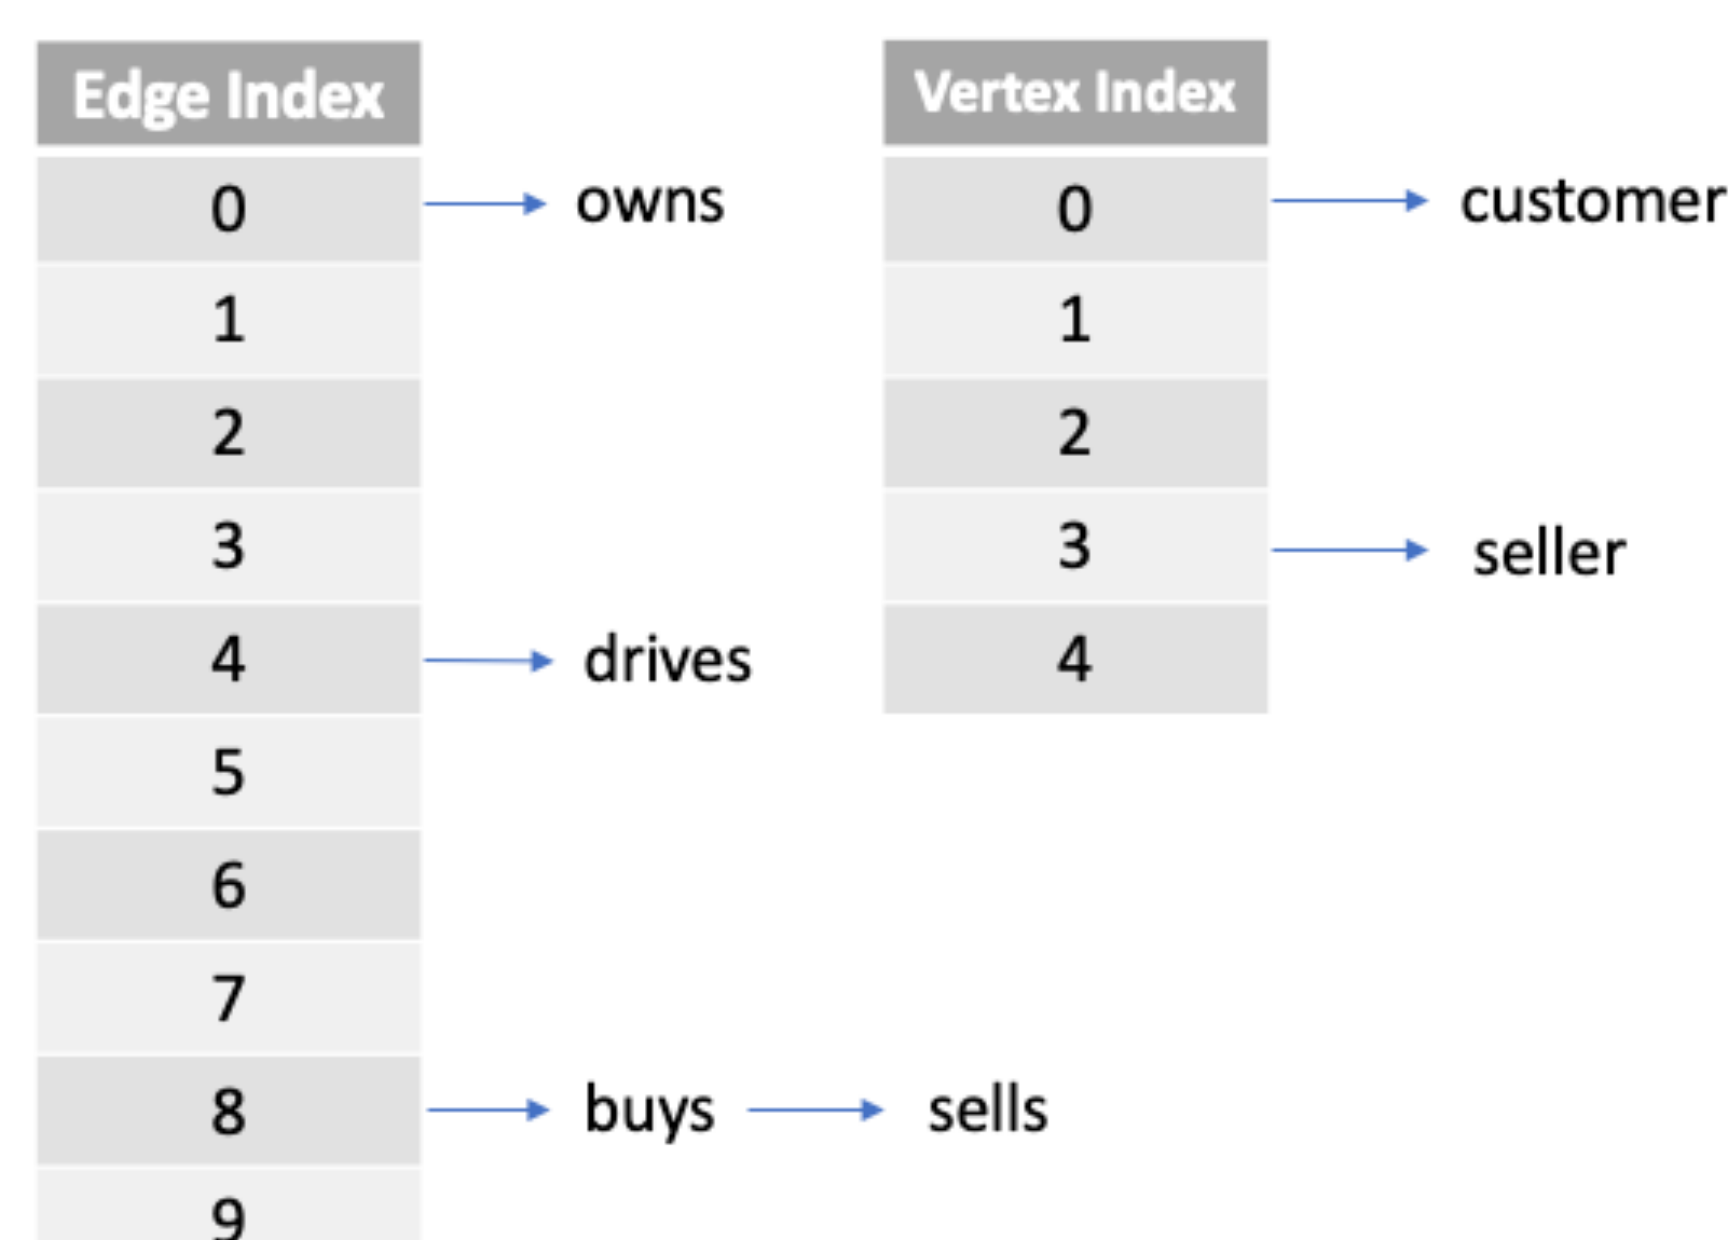 Edge Index
0 owns
1
2
3
4 drives
5
6
7
8 buys sells
9
Vertex Index
0 customer
1
2
3 seller
4